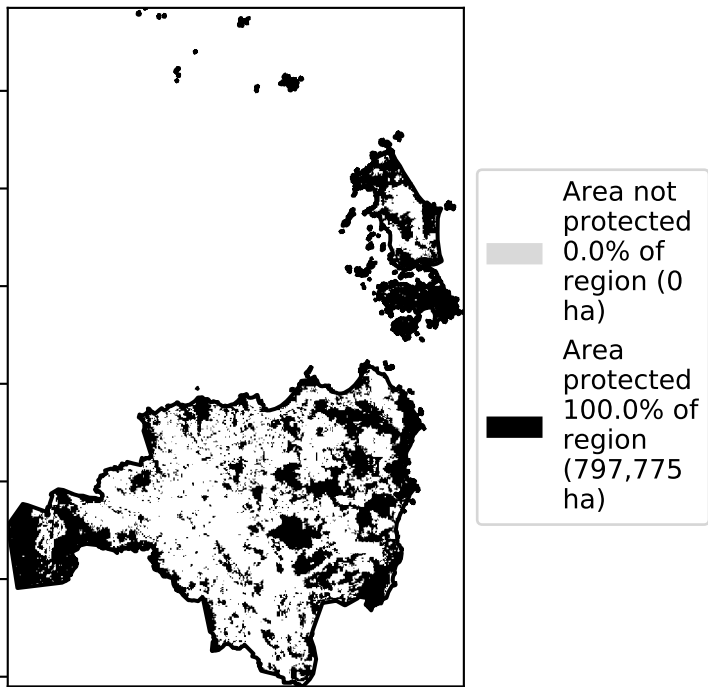 Area not
protected
0.0% of
region (0
ha)
Area
protected
100.0% of
region
(797,775
ha)